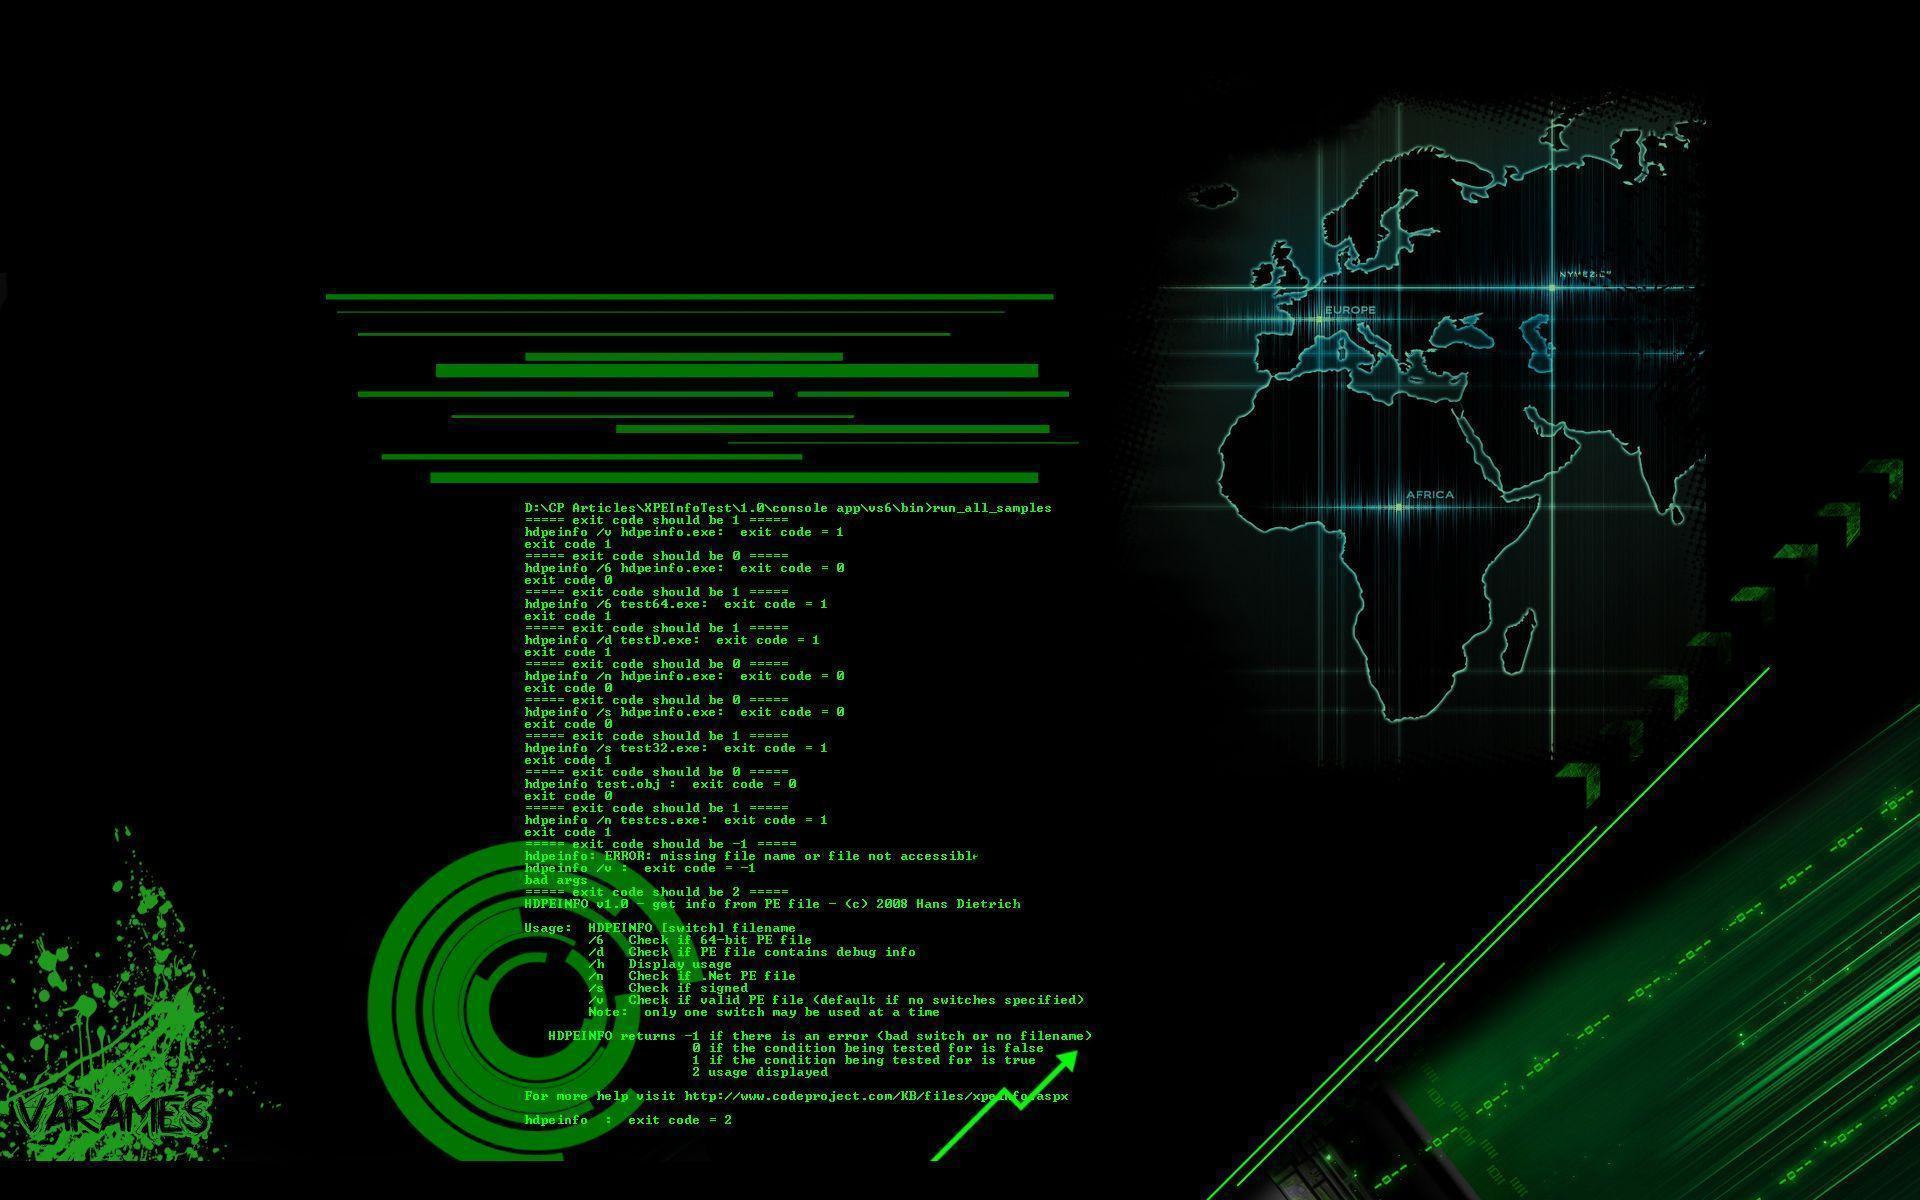 EUROPE
AFRICA
D:\CP Articles\XPEInfoTest\1.0\console app\vs6\bin>run_all_samples
===== exit code should be 1 =====
hdpeinfo /v hdpeinfo.exe:  exit code = 1
exit code 1
===== exit code should be 0 =====
hdpeinfo /6 hdpeinfo.exe:  exit code = 0
exit code 0
===== exit code should be 1 =====
hdpeinfo /6 test64.exe:  exit code = 1
exit code 1
===== exit code should be 1 =====
hdpeinfo /d testD.exe:  exit code = 1
exit code 1
===== exit code should be 0 =====
hdpeinfo /n hdpeinfo.exe:  exit code = 0
exit code 0
===== exit code should be 0 =====
hdpeinfo /s hdpeinfo.exe:  exit code = 0
exit code 0
===== exit code should be 1 =====
hdpeinfo /s test32.exe:  exit code = 1
exit code 1
===== exit code should be 0 =====
hdpeinfo test.obj :  exit code = 0
exit code 0
===== exit code should be 1 =====
hdpeinfo /n testcs.exe:  exit code = 1
exit code 1
===== exit code should be -1 =====
hdpeinfo: ERROR: missing file name or file not accessible
hdpeinfo /v :  exit code = -1
bad args
===== exit code should be 2 =====
HDPEINFO v1.0 - get info from PE file - (c) 2008 Hans Dietrich
Usage:  HDPEINFO [switch] filename
/6   Check if 64-bit PE file
/d   Check if PE file contains debug info
/h   Display usage
/n   Check if .Net PE file
/s   Check if signed
/v   Check if valid PE file (default if no switches specified)
Note:  only one switch may be used at a time
HDPEINFO returns -1 if there is an error (bad switch or no filename)
0 if the condition being tested for is false
1 if the condition being tested for is true
2 usage displayed
For more help visit http://www.codeproject.com/KB/files/xpeinfo.aspx
hdpeinfo  :  exit code = 2
VARAMES